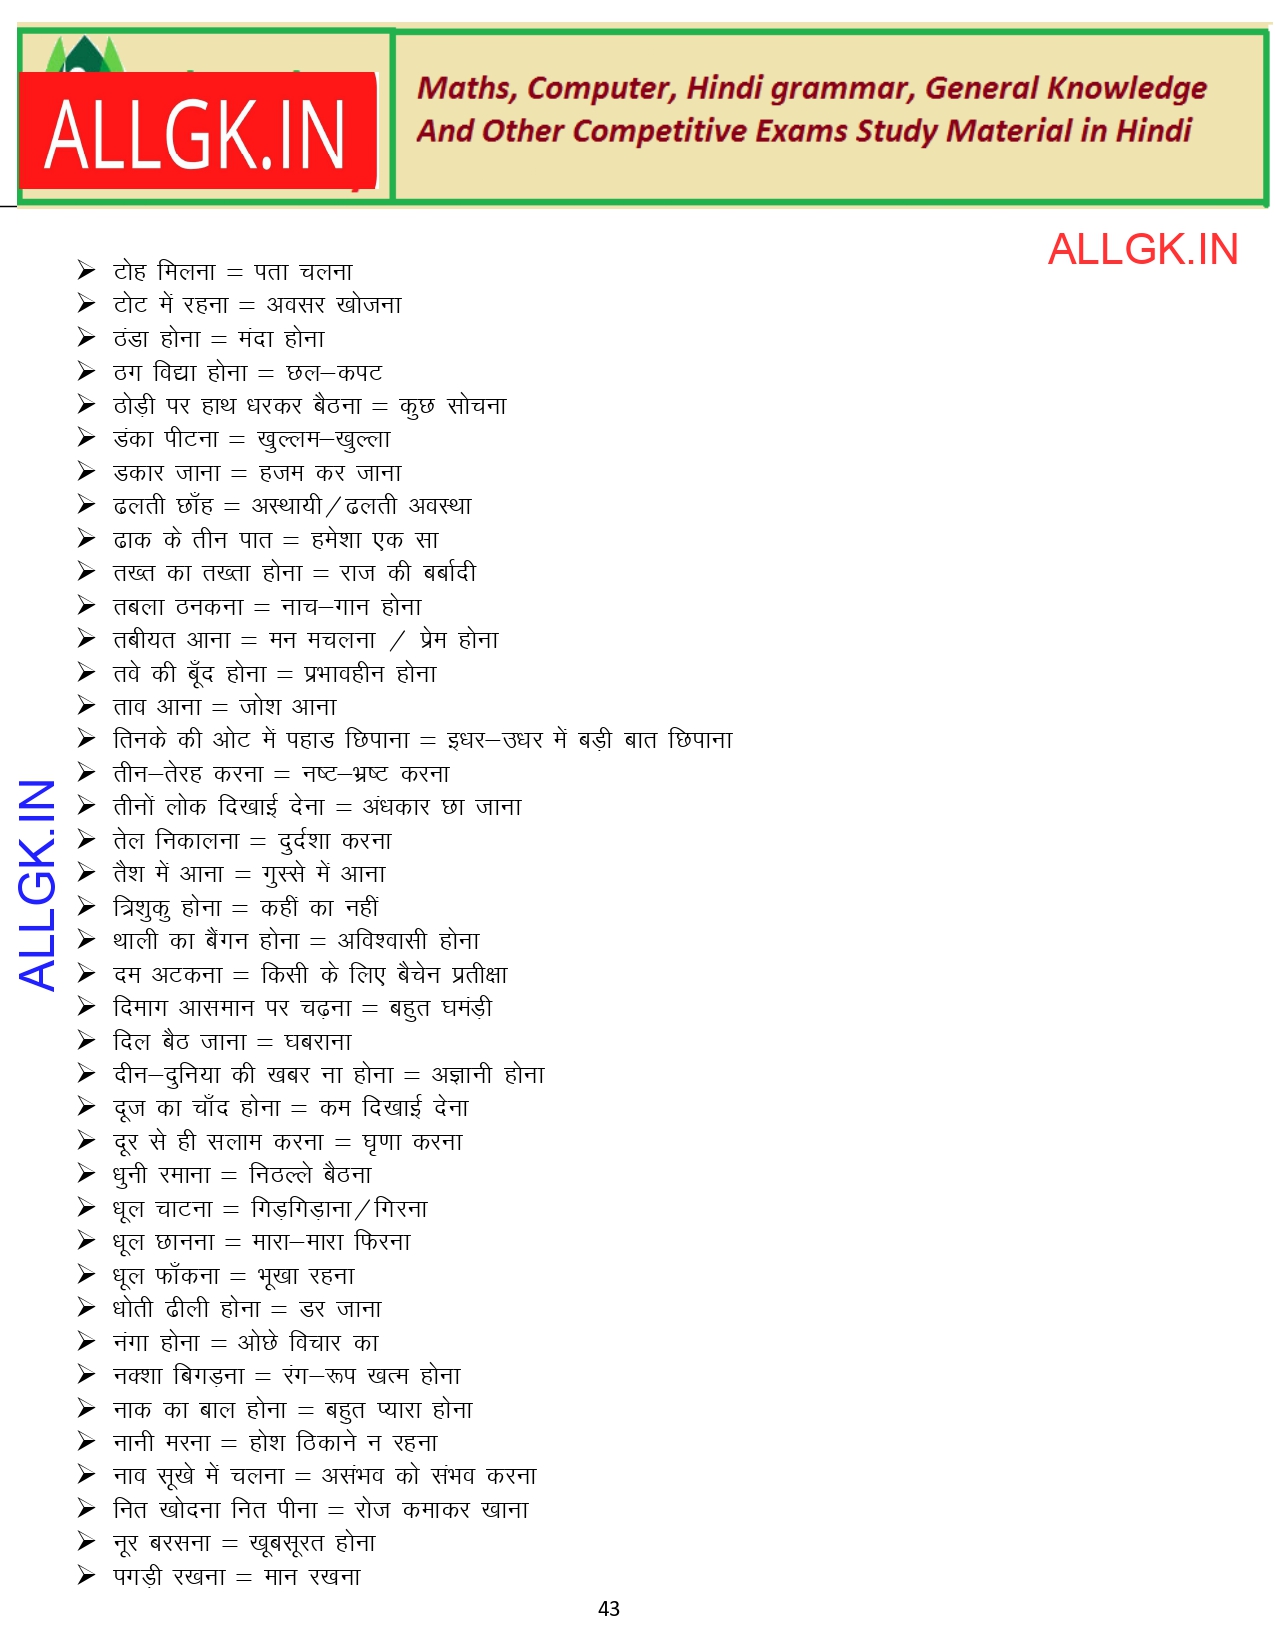 ALLGK.IN
Maths, Computer, Hindi grammar, General Knowledge
And Other Competitive Exams Study Material in Hindi
ALLGK.IN
टोह मिलना = पता चलना
टोट में रहना = अवसर खोजना
ठंडा होना = मंदा होना
ठग विद्या होना = छल–कपट
ठोड़ी पर हाथ धरकर बैठना = कुछ सोचना
डंका पीटना = खुल्लम–खुल्ला
डकार जाना = हजम कर जाना
ढलती छाँह = अस्थायी/ढलती अवस्था
ढाक के तीन पात = हमेशा एक सा
तख्त का तख्ता होना = राज की बर्बादी
तबला ठनकना = नाच–गान होना
तबीयत आना = मन मचलना / प्रेम होना
तवे की बूँद होना = प्रभावहीन होना
ताव आना = जोश आना
तिनके की ओट में पहाड छिपाना = इधर–उधर में बड़ी बात छिपाना
तीन–तेरह करना = नष्ट–भ्रष्ट करना
तीनों लोक दिखाई देना = अंधकार छा जाना
तेल निकालना = दुर्दशा करना
तैश में आना = गुस्से में आना
त्रिशुकु होना = कहीं का नहीं
थाली का बैंगन होना = अविश्वासी होना
दम अटकना = किसी के लिए बैचेन प्रतीक्षा
दिमाग आसमान पर चढ़ना = बहुत घमंड़ी
दिल बैठ जाना = घबराना
दीन–दुनिया की खबर ना होना = अज्ञानी होना
दूज का चाँद होना = कम दिखाई देना
दूर से ही सलाम करना = घृणा करना
धुनी रमाना = निठल्ले बैठना
धूल चाटना = गिड़गिड़ाना/गिरना
धूल छानना = मारा–मारा फिरना
धूल फाँकना = भूखा रहना
धोती ढीली होना = डर जाना
नंगा होना = ओछे विचार का
नक्शा बिगड़ना = रंग–रूप खत्म होना
नाक का बाल होना = बहुत प्यारा होना
नानी मरना = होश ठिकाने न रहना
नाव सूखे में चलना = असंभव को संभव करना
नित खोदना नित पीना = रोज कमाकर खाना
नूर बरसना = खूबसूरत होना
पगड़ी रखना = मान रखना
ALLGK.IN
43